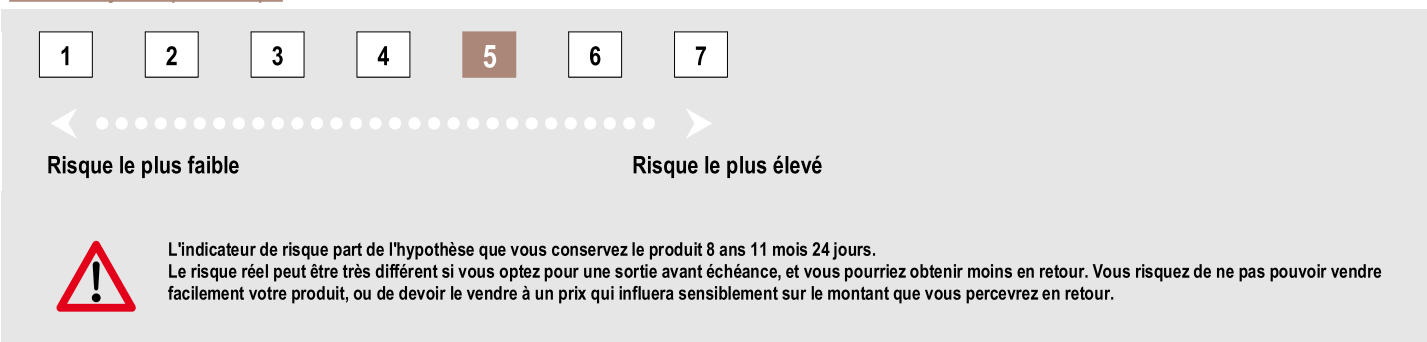 1 2 3 4 5 6 7
Risque le plus faible Risque le plus élevé
L'indicateur de risque part de l'hypothèse que vous conservez le produit 8 ans 11 mois 24 jours.
Le risque réel peut être très différent si vous optez pour une sortie avant échéance, et vous pourriez obtenir moins en retour. Vous risquez de ne pas pouvoir vendre
facilement votre produit, ou de devoir le vendre à un prix qui influera sensiblement sur le montant que vous percevrez en retour.